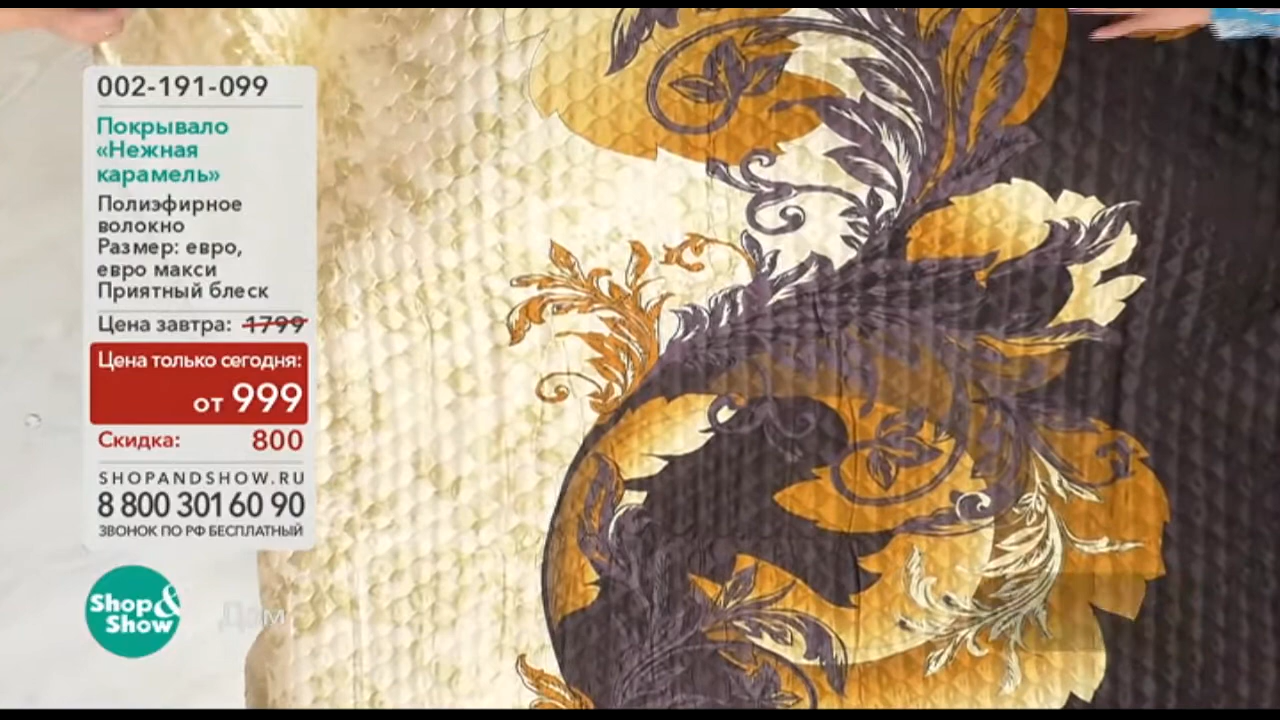 002-191-099
Покрывало
«Нежная
карамель»
Полиэфирное
волокно
Размер: евро,
евро макси
Приятный блеск
Цена завтра: 1799
Цена только сегодня:
от 999
Скидка: 800
SHOPANDSHOW.RU
8 800 301 60 90
ЗВОНОК ПО РФ БЕСПЛАТНЫЙ
Shop&
Show
Дом